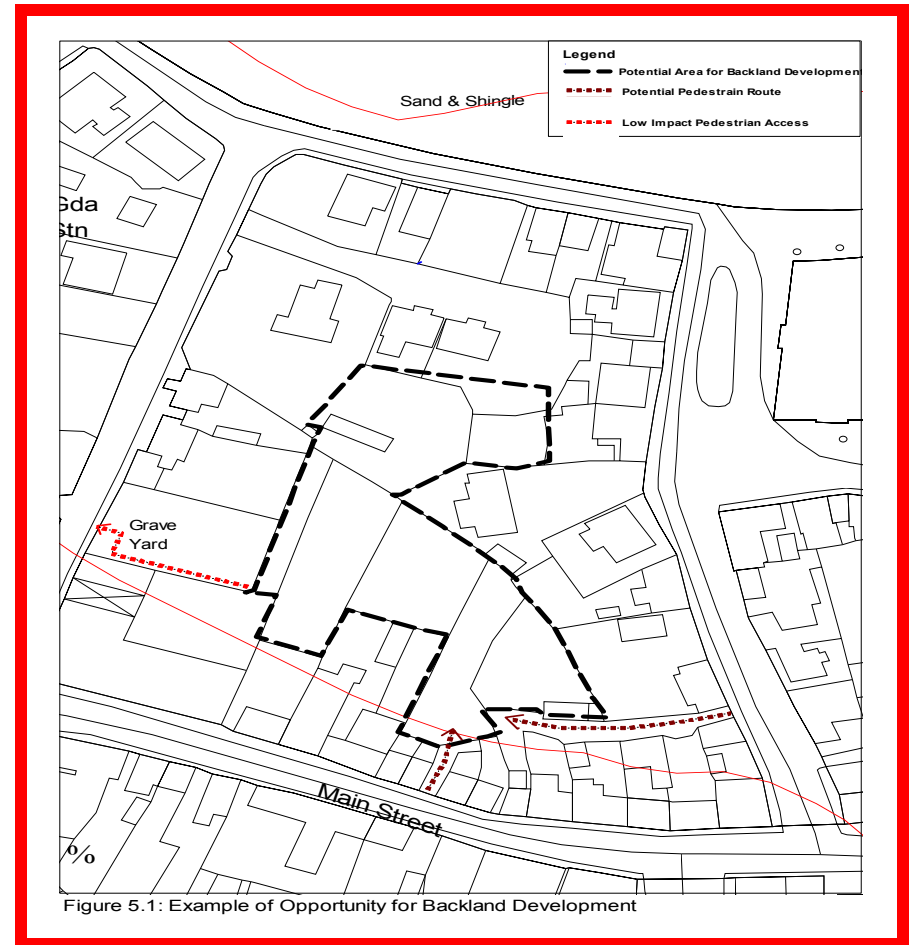 Legend
Potential Area for Backland Development
Potential Pedestrain Route
Low Impact Pedestrian Access
Sand & Shingle
Gda
Stn
Grave
Yard
Main Street
%
Figure 5.1: Example of Opportunity for Backland Development